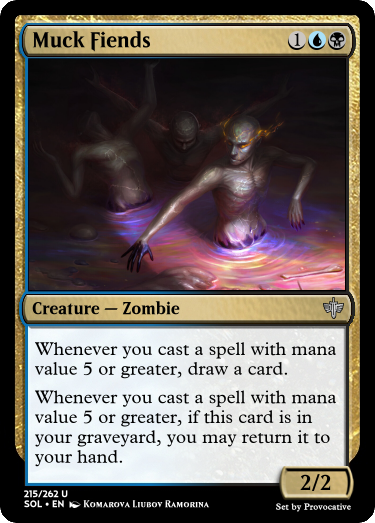 Muck Fiends 1
Creature — Zombie
Whenever you cast a spell with mana
value 5 or greater, draw a card.
Whenever you cast a spell with mana
value 5 or greater, if this card is in
your graveyard, you may return it to
your hand.
2/2
215/262 U
SOL • EN Komarova Liubov Ramorina
Set by Provocative